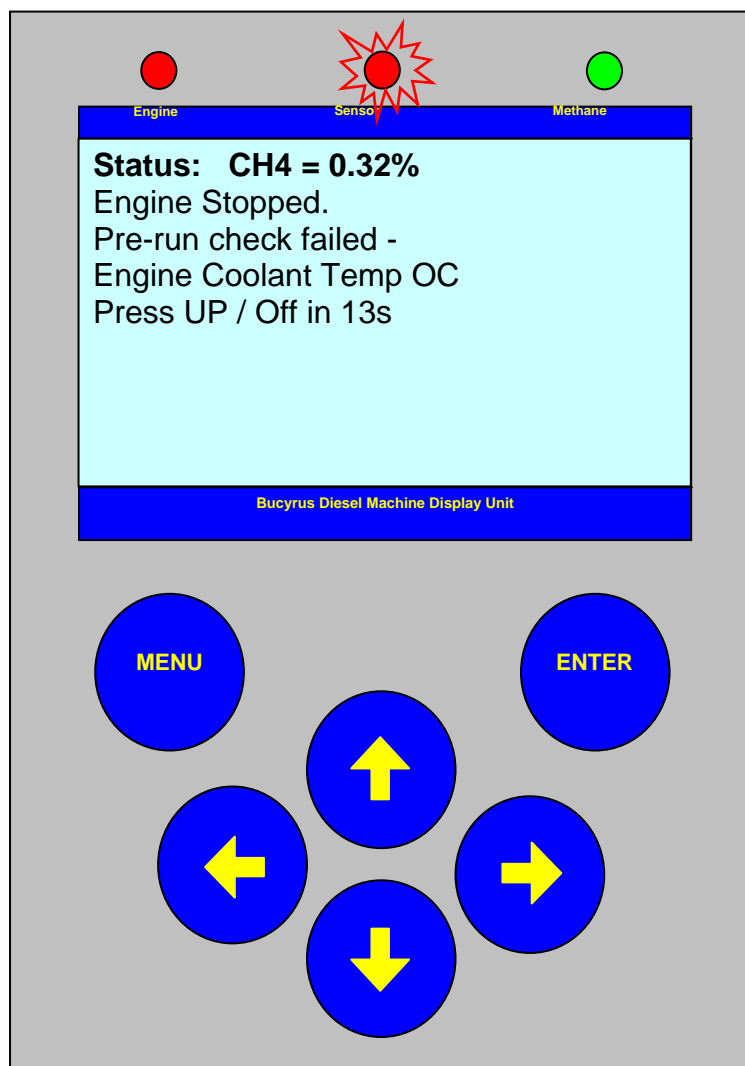 Engine Sensor Methane
Status: CH4 = 0.32%
Engine Stopped.
Pre-run check failed -
Engine Coolant Temp OC
Press UP / Off in 13s
Bucyrus Diesel Machine Display Unit
MENU ENTER